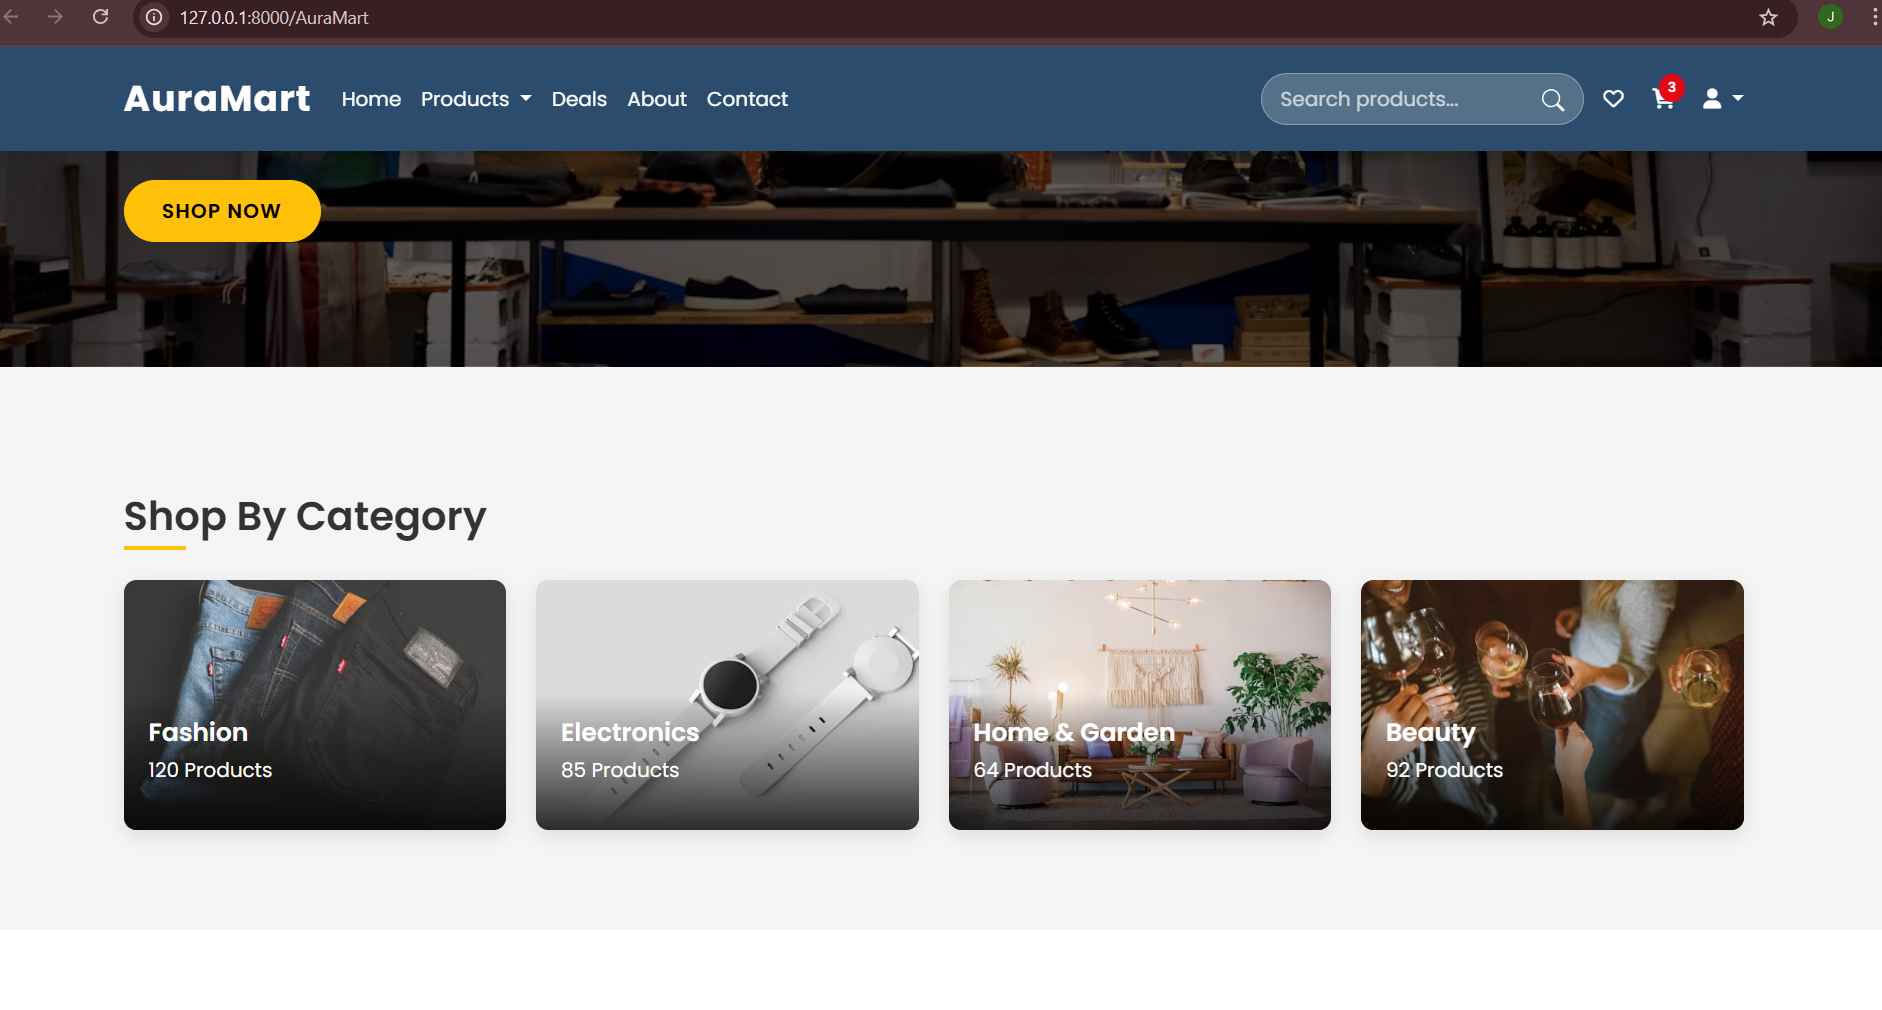 127.0.0.1:8000/AuraMart
J
AuraMart Home Products Deals About Contact Search products... 3
SHOP NOW
Shop By Category
Fashion
120 Products
Electronics
85 Products
Home & Garden
64 Products
Beauty
92 Products